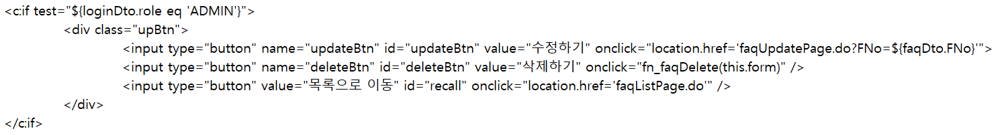 <c:if test="${loginDto.role eq 'ADMIN'}">
<div class="upBtn">
<input type="button" name="updateBtn" id="updateBtn" value="수정하기" onclick="location.href='faqUpdatePage.do?FNo=${faqDto.FNo}'">
<input type="button" name="deleteBtn" id="deleteBtn" value="삭제하기" onclick="fn_faqDelete(this.form)" />
<input type="button" value="목록으로 이동" id="recall" onclick="location.href='faqListPage.do'" />
</div>
</c:if>